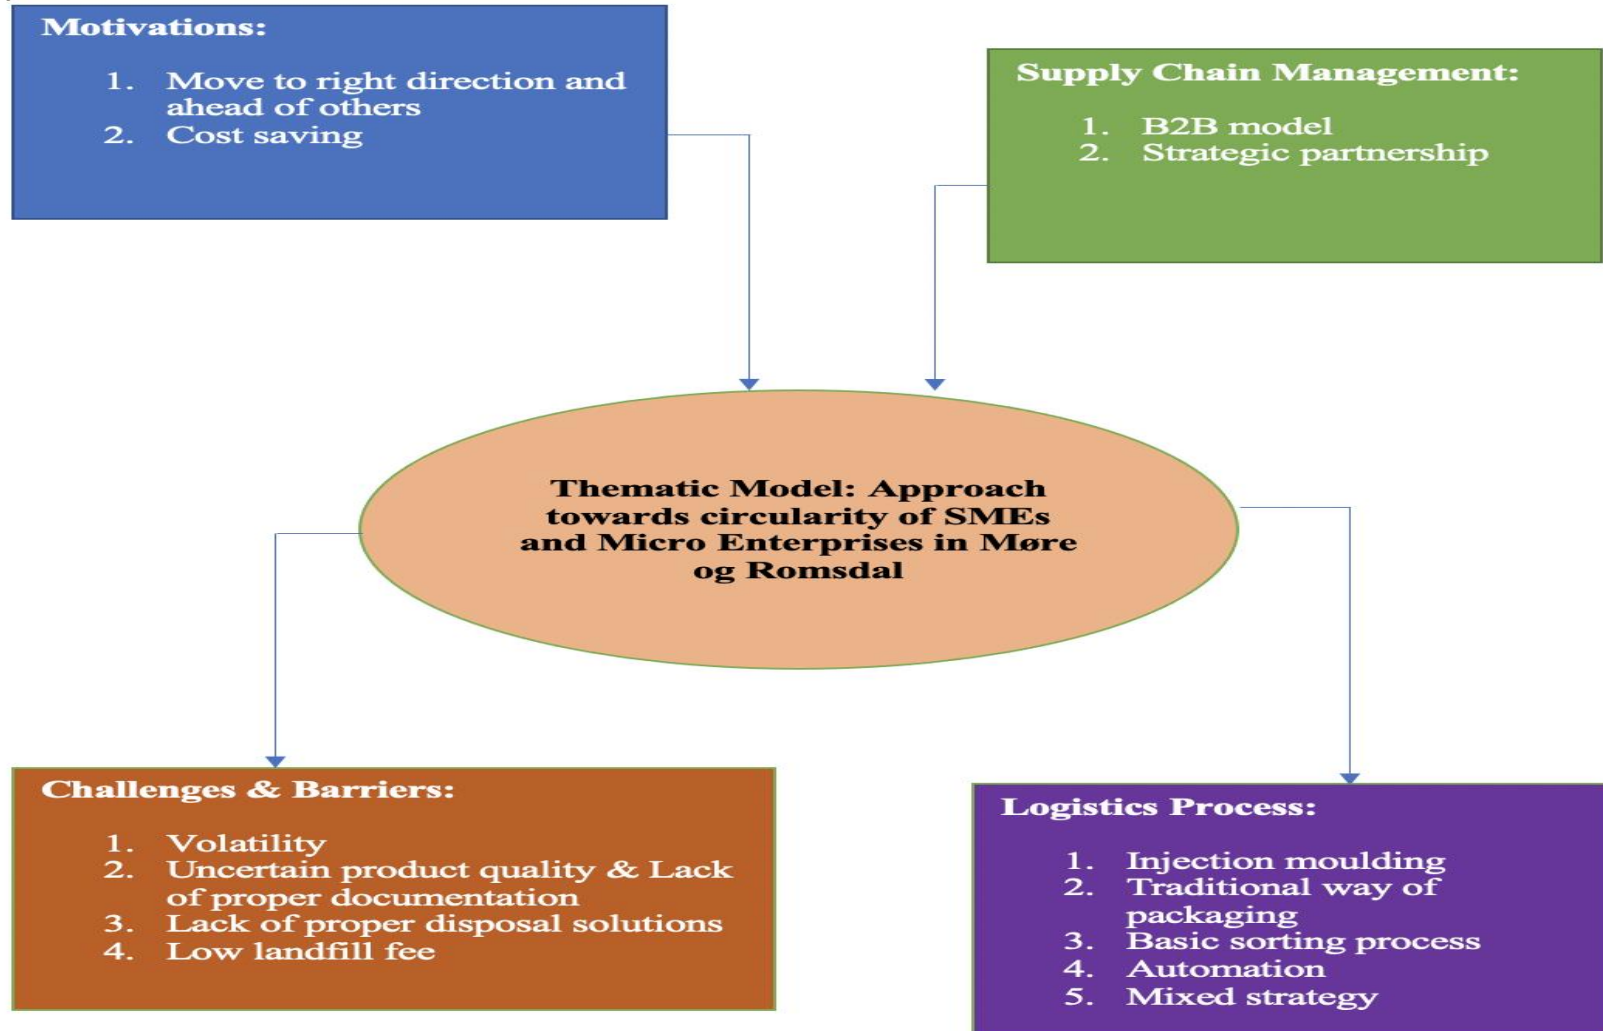 Motivations:
1. Move to right direction and
ahead of others
2. Cost saving
Supply Chain Management:
1. B2B model
2. Strategic partnership
Thematic Model: Approach
towards circularity of SMEs
and Micro Enterprises in Møre
og Romsdal
Challenges & Barriers:
1. Volatility
2. Uncertain product quality & Lack
of proper documentation
3. Lack of proper disposal solutions
4. Low landfill fee
Logistics Process:
1. Injection moulding
2. Traditional way of
packaging
3. Basic sorting process
4. Automation
5. Mixed strategy